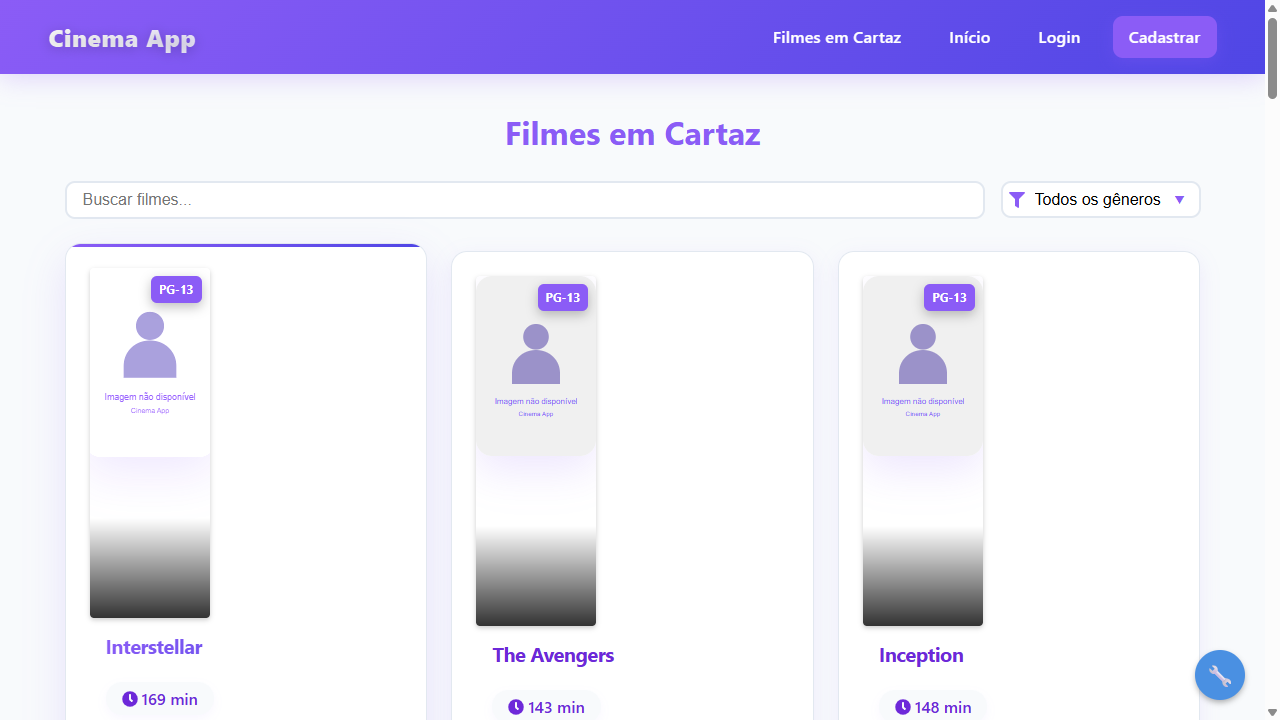 Cinema App
Filmes em Cartaz
Início
Login
Cadastrar
Filmes em Cartaz
Buscar filmes...
Todos os gêneros
PG-13
Imagem não disponível
Cinema App
Interstellar
169 min
PG-13
Imagem não disponível
Cinema App
The Avengers
143 min
PG-13
Imagem não disponível
Cinema App
Inception
148 min